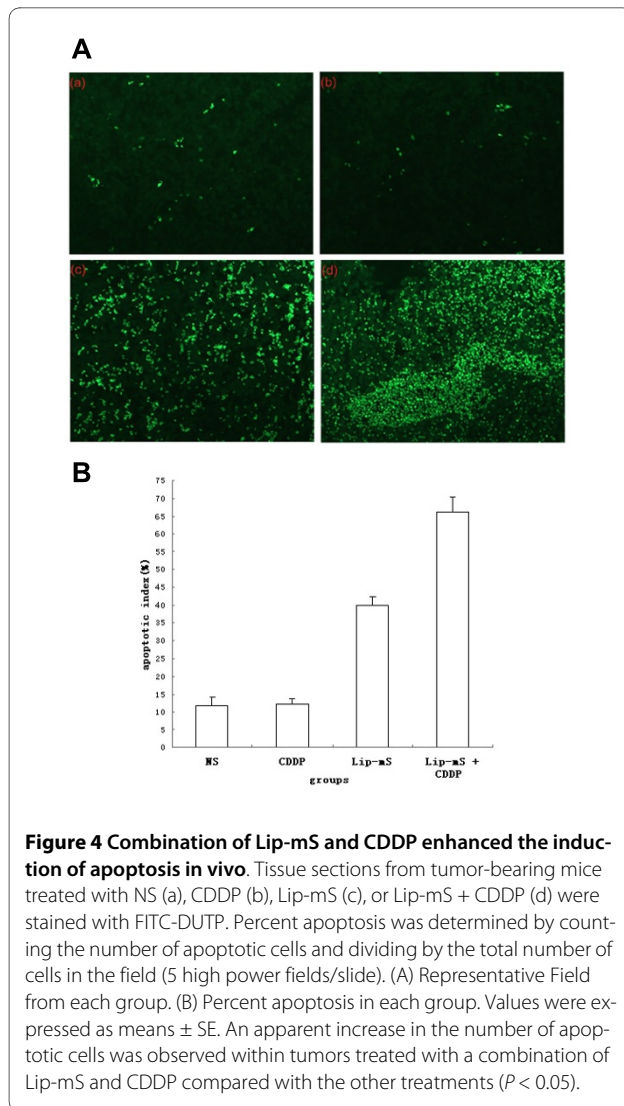 A
(a)
(b)
(c)
(d)
B
75
70
65
60
55
50
45
40
35
30
25
20
15
10
5
0
apoptotic index(%)
NS
CDDP
Lip-mS
Lip-mS +
CDDP
groups
Figure 4 Combination of Lip-mS and CDDP enhanced the induc-
tion of apoptosis in vivo. Tissue sections from tumor-bearing mice
treated with NS (a), CDDP (b), Lip-mS (c), or Lip-mS + CDDP (d) were
stained with FITC-DUTP. Percent apoptosis was determined by count-
ing the number of apoptotic cells and dividing by the total number of
cells in the field (5 high power fields/slide). (A) Representative Field
from each group. (B) Percent apoptosis in each group. Values were ex-
pressed as means ± SE. An apparent increase in the number of apop-
totic cells was observed within tumors treated with a combination of
Lip-mS and CDDP compared with the other treatments (P < 0.05).